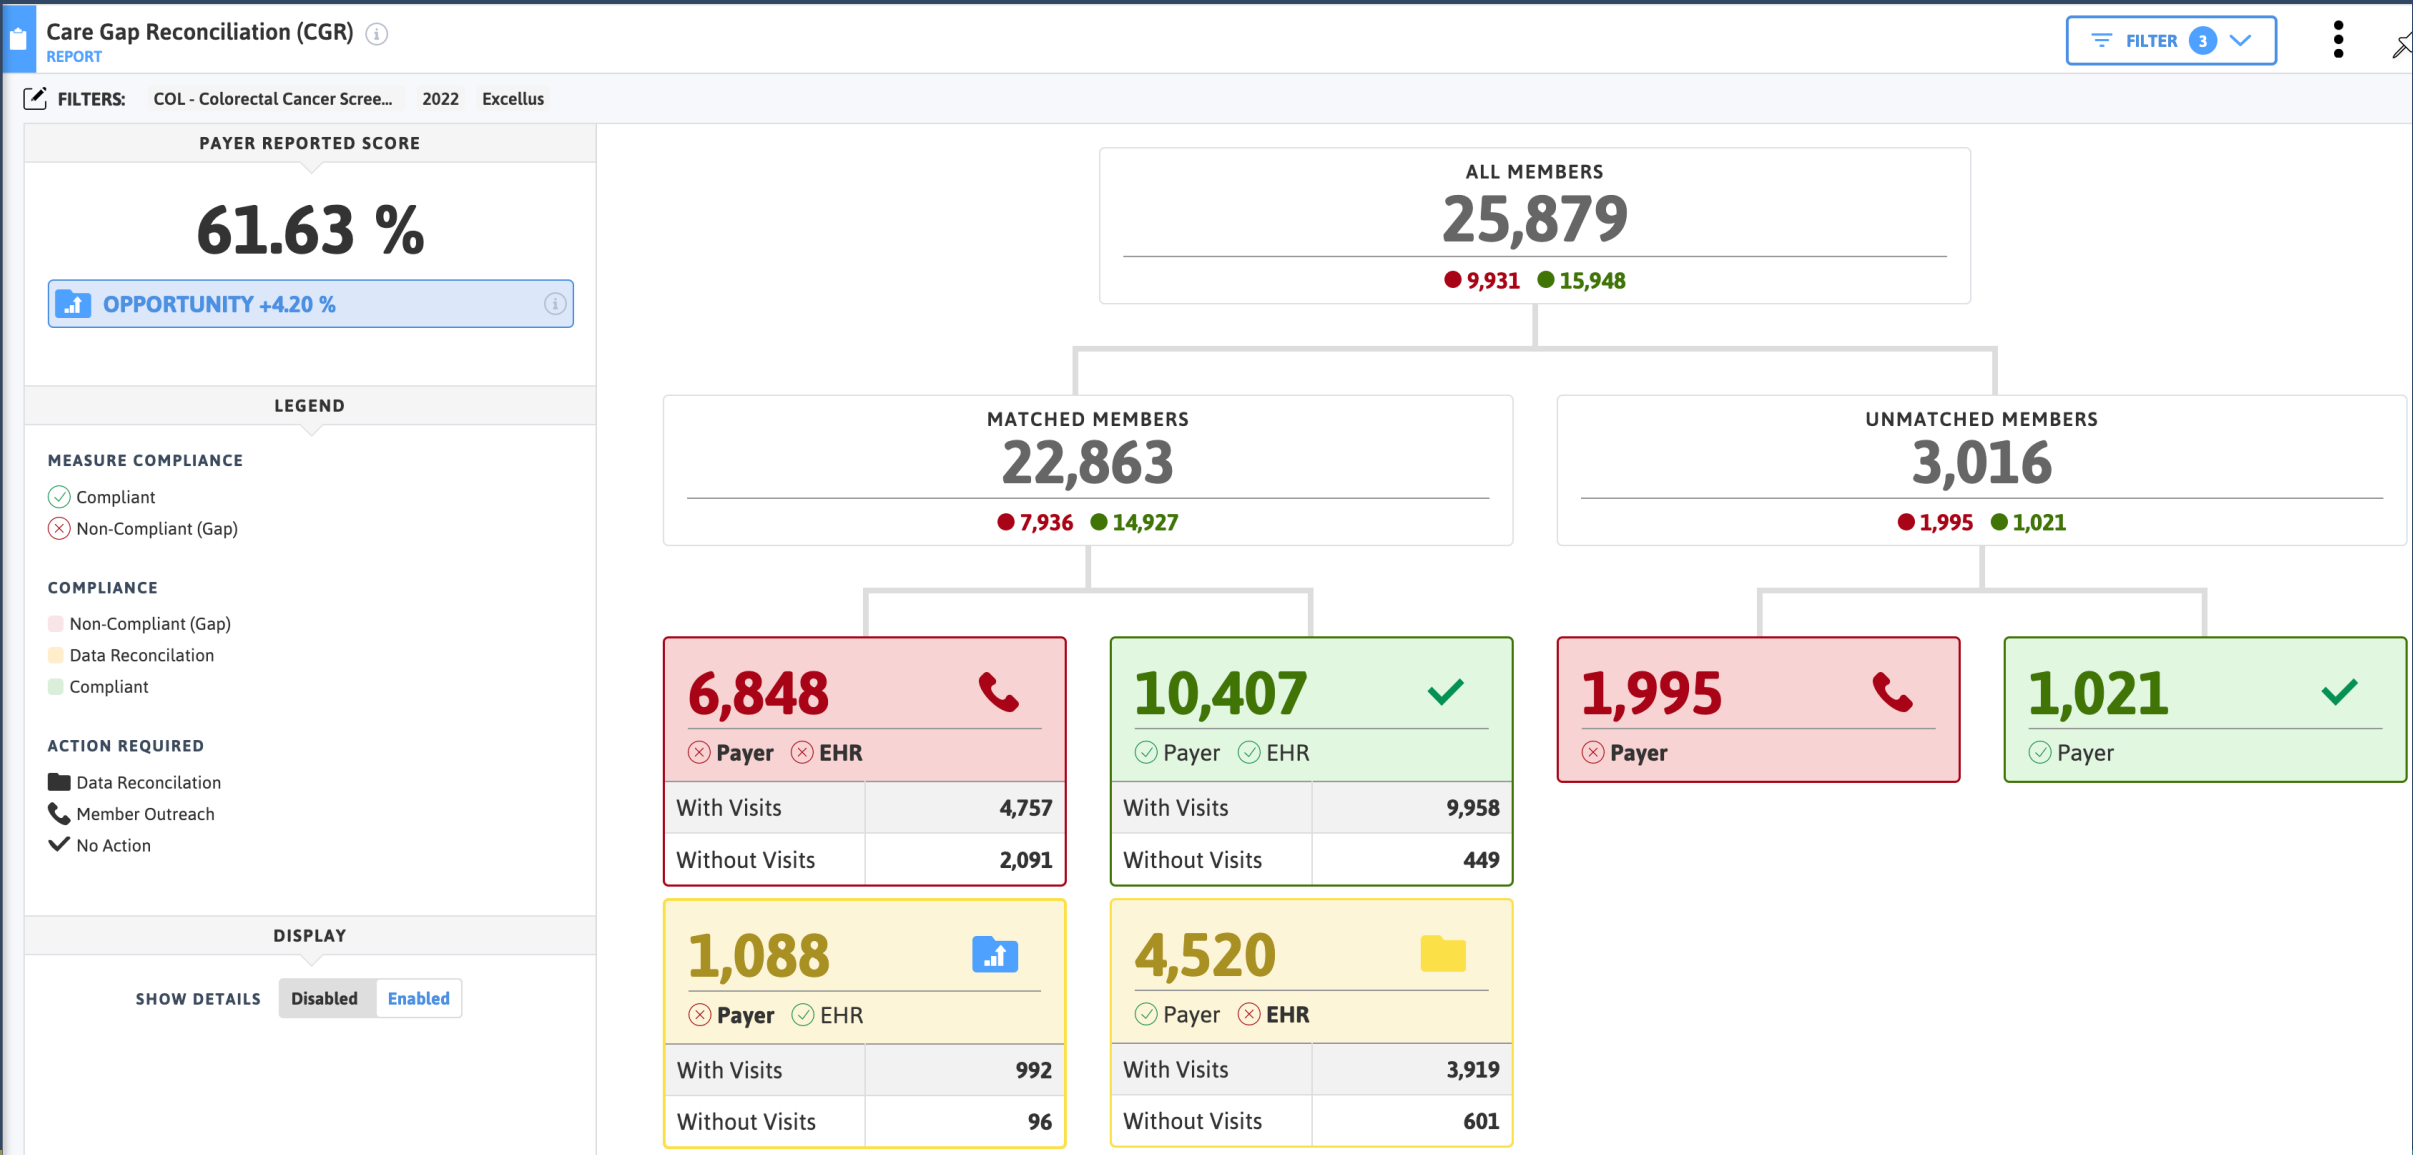 Care Gap Reconciliation (CGR)
REPORT
FILTER 3
FILTERS: COL - Colorectal Cancer Scree... 2022 Excellus
PAYER REPORTED SCORE
61.63 %
OPPORTUNITY +4.20 %
LEGEND
MEASURE COMPLIANCE
Compliant
Non-Compliant (Gap)
COMPLIANCE
Non-Compliant (Gap)
Data Reconcilation
Compliant
ACTION REQUIRED
Data Reconcilation
Member Outreach
No Action
DISPLAY
SHOW DETAILS Disabled Enabled
ALL MEMBERS
25,879
9,931 15,948
MATCHED MEMBERS
22,863
7,936 14,927
UNMATCHED MEMBERS
3,016
1,995 1,021
6,848
Payer EHR
With Visits 4,757
Without Visits 2,091
10,407
Payer EHR
With Visits 9,958
Without Visits 449
1,995
Payer
1,021
Payer
1,088
Payer EHR
With Visits 992
Without Visits 96
4,520
Payer EHR
With Visits 3,919
Without Visits 601